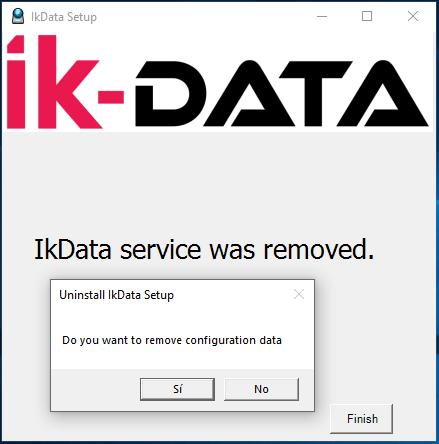 IkData Setup
ik-DATA
IkData service was removed.
Uninstall IkData Setup
Do you want to remove configuration data
Sí
No
Finish